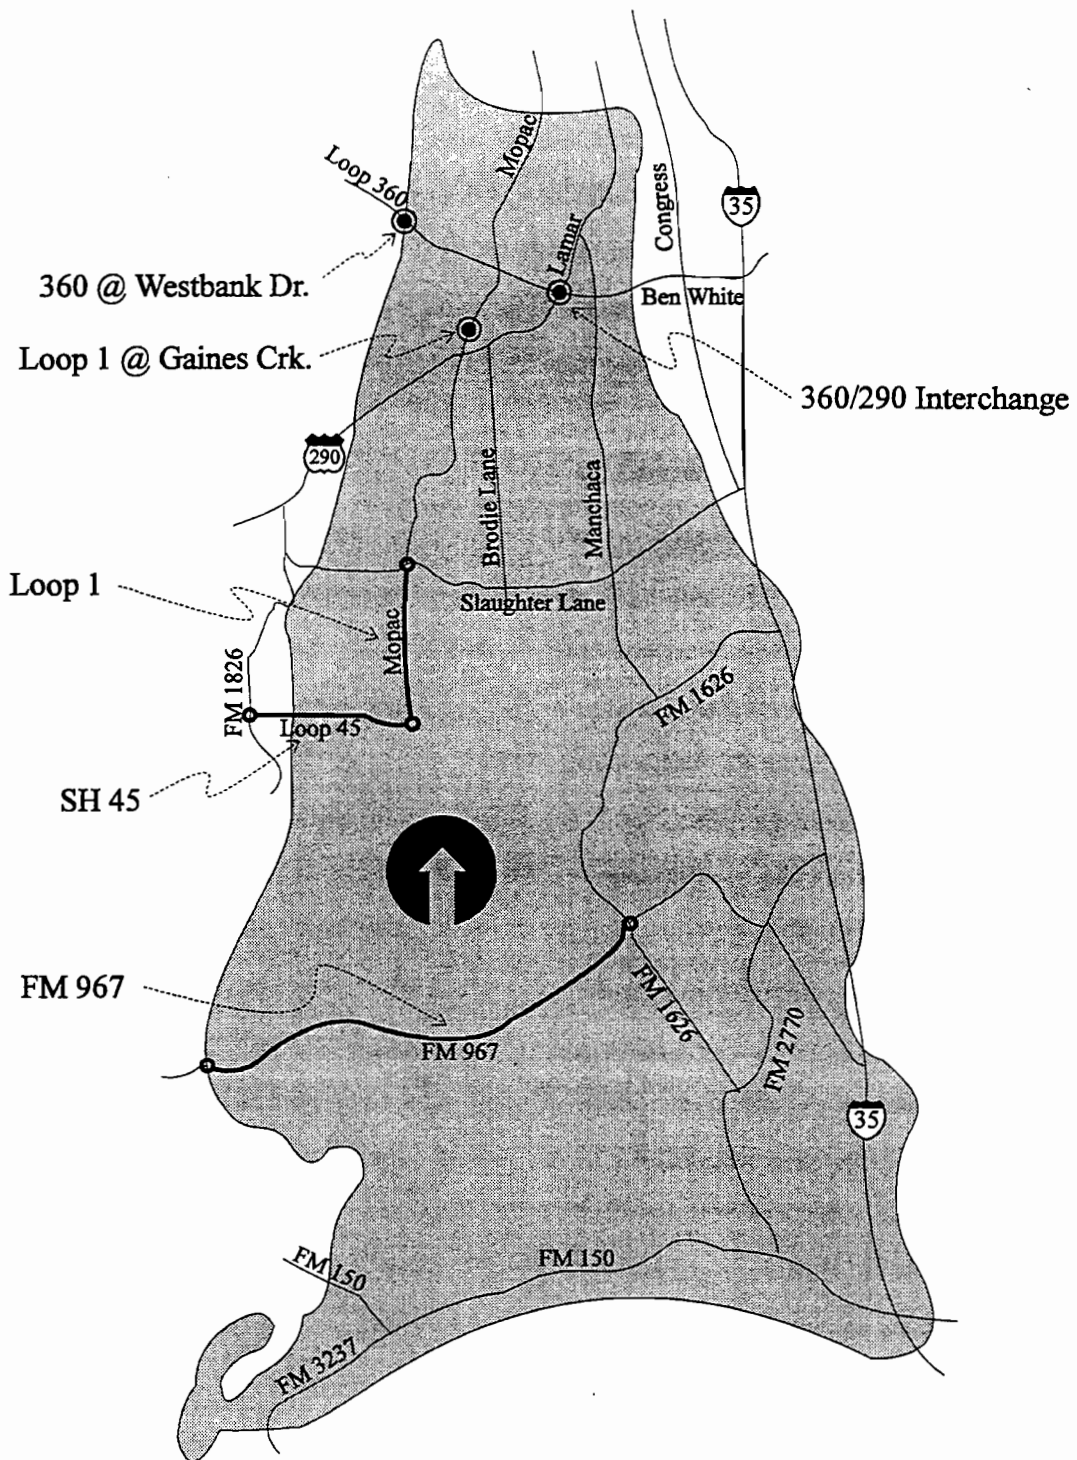 Mopac
Loop 360
35
Congress
Lamar
360 @ Westbank Dr.
Ben White
Loop 1 @ Gaines Crk.
360/290 Interchange
290
Brodie Lane
Manchaca
Loop 1
Slaughter Lane
Mopac
FM 1826
FM 1626
Loop 45
SH 45
FM 967
FM 1626
FM 967
FM 2770
35
FM 150
FM 150
FM 3237